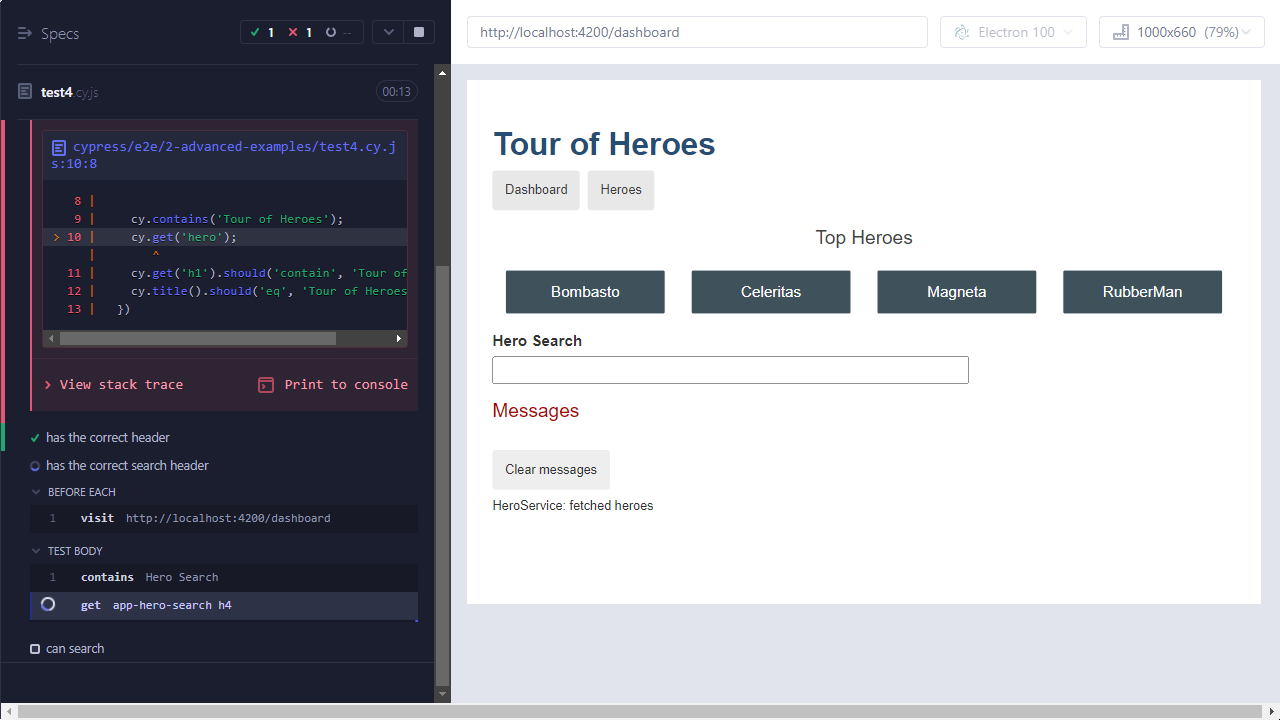 Specs
1 1 --
test4.cy.js 00:13
cypress/e2e/2-advanced-examples/test4.cy.j
s:10:8
8 |
9 | cy.contains('Tour of Heroes');
> 10 | cy.get('hero');
| ^
11 | cy.get('h1').should('contain', 'Tour of
12 | cy.title().should('eq', 'Tour of Heroes
13 | })
View stack trace Print to console
has the correct header
has the correct search header
BEFORE EACH
1 visit http://localhost:4200/dashboard
TEST BODY
1 contains Hero Search
get app-hero-search h4
can search
http://localhost:4200/dashboard
Electron 100
1000x660 (79%)
Tour of Heroes
Dashboard Heroes
Top Heroes
Bombasto Celeritas Magneta RubberMan
Hero Search
Messages
Clear messages
HeroService: fetched heroes